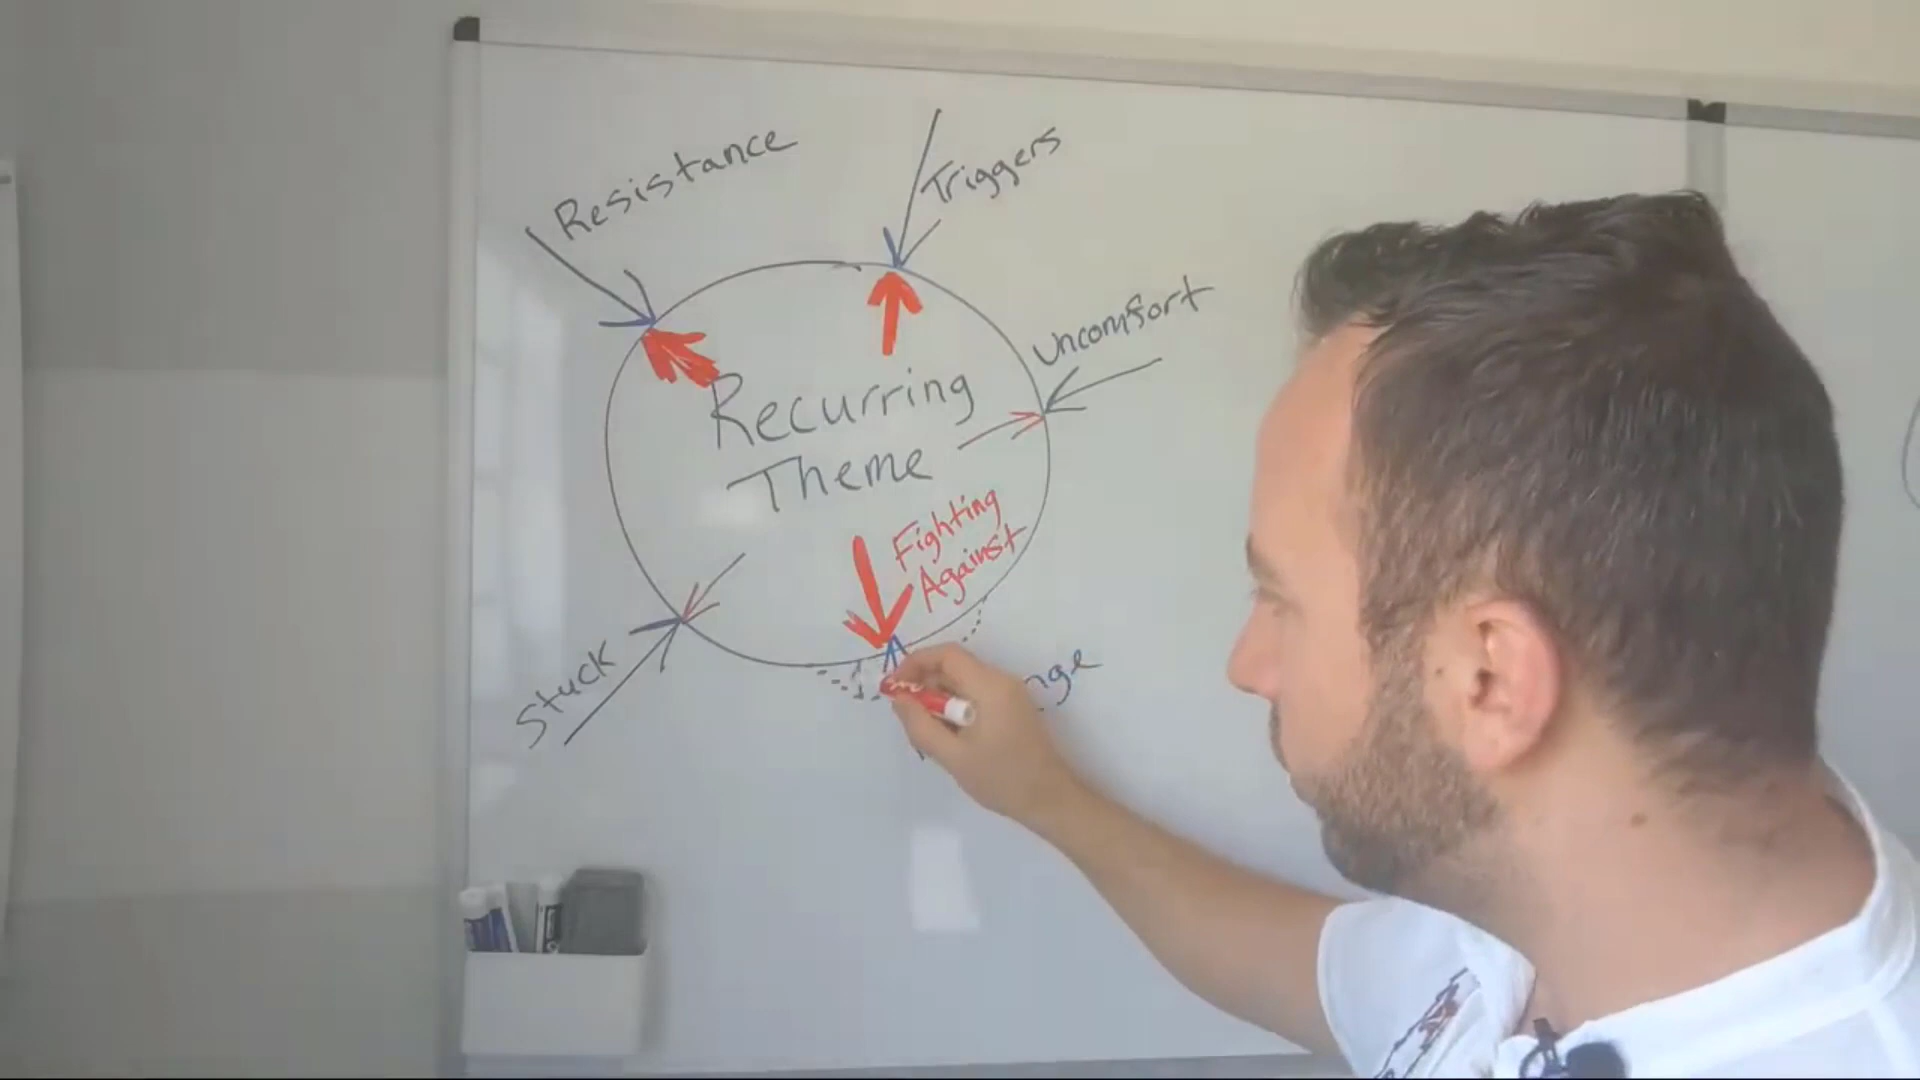 Resistance
Triggers
Uncomfort
Recurring
Theme
Fighting
Against
Stuck